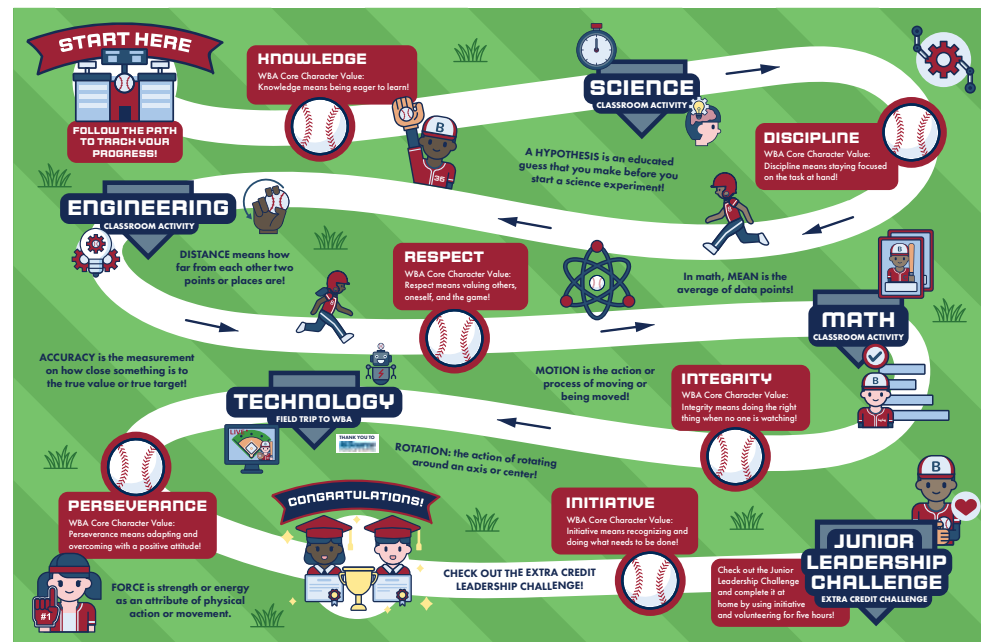 START HERE
FOLLOW THE PATH
TO TRACK YOUR
PROGRESS!
KNOWLEDGE
WBA Core Character Value:
Knowledge means being eager to learn!
B
36
SCIENCE
CLASSROOM ACTIVITY
A HYPOTHESIS is an educated
guess that you make before you
start a science experiment!
DISCIPLINE
WBA Core Character Value:
Discipline means staying focused
on the task at hand!
B
ENGINEERING
CLASSROOM ACTIVITY
DISTANCE means how
far from each other two
points or places are!
RESPECT
WBA Core Character Value:
Respect means valuing others,
oneself, and the game!
In math, MEAN is the
average of data points!
B
MATH
CLASSROOM ACTIVITY
ACCURACY is the measurement
on how close something is to
the true value or true target!
MOTION is the action or
process of moving or
being moved!
INTEGRITY
WBA Core Character Value:
Integrity means doing the right
thing when no one is watching!
B
TECHNOLOGY
FIELD TRIP TO WBA
LIVE
THANK YOU TO
ROTATION: the action of rotating
around an axis or center!
PERSEVERANCE
WBA Core Character Value:
Perseverance means adapting and
overcoming with a positive attitude!
#1
FORCE is strength or energy
as an attribute of physical
action or movement.
CONGRATULATIONS!
CHECK OUT THE EXTRA CREDIT
LEADERSHIP CHALLENGE!
INITIATIVE
WBA Core Character Value:
Initiative means recognizing and
doing what needs to be done!
B
Check out the Junior
Leadership Challenge
and complete it at
home by using initiative
and volunteering for five hours!
JUNIOR
LEADERSHIP
CHALLENGE
EXTRA CREDIT CHALLENGE